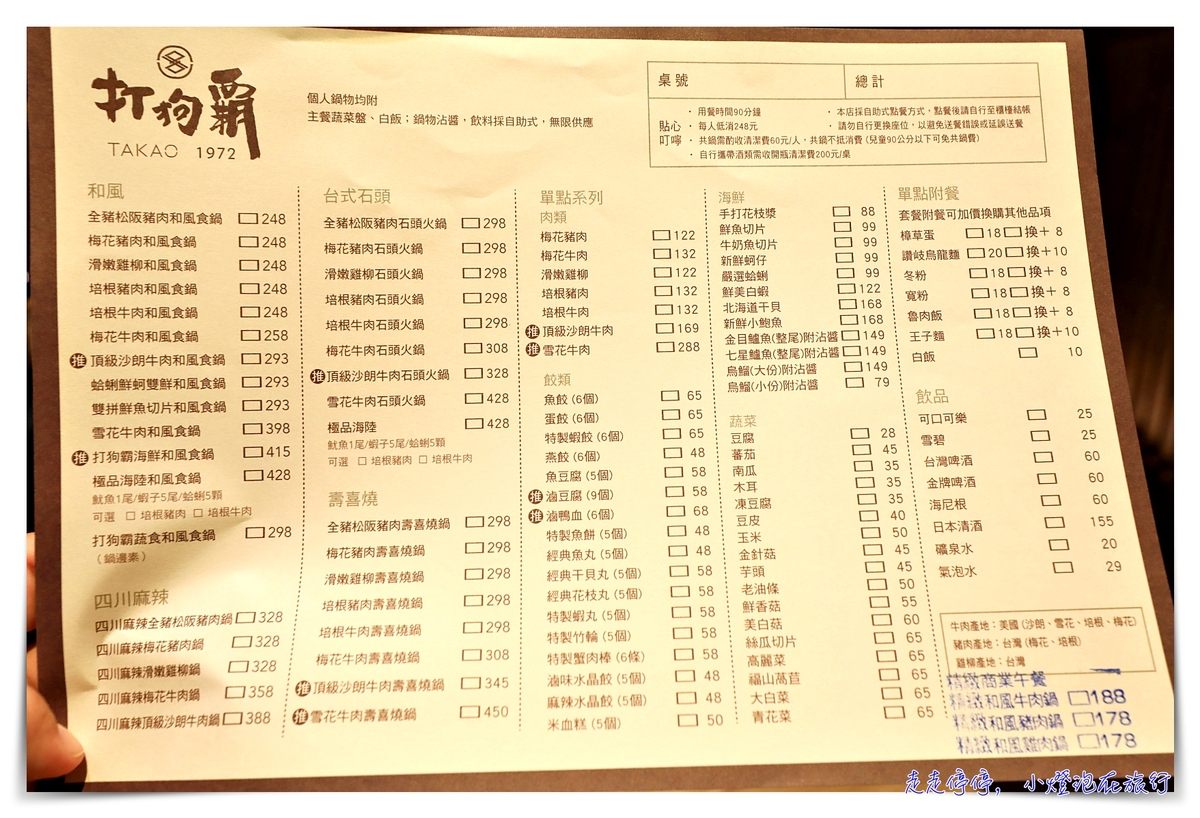 打狗霸
TAKAO 1972
個人鍋物均附
主餐蔬菜盤、白飯；鍋物沾醬，飲料採自助式，無限供應
桌號
總計
貼心叮嚀
・用餐時間90分鐘
・本店採自助式點餐方式，點餐後請自行至櫃檯結帳
・每人低消248元
・請勿自行更換座位，以避免送餐錯誤或延誤送餐
・共鍋需酌收清潔費60元/人，共鍋不抵消費 (兒童90公分以下可免共鍋費)
・自行攜帶酒類需收開瓶清潔費200元/桌
和風
全豬松阪豬肉和風食鍋 □248
梅花豬肉和風食鍋 □248
滑嫩雞柳和風食鍋 □248
培根豬肉和風食鍋 □248
培根牛肉和風食鍋 □248
梅花牛肉和風食鍋 □258
推 頂級沙朗牛肉和風食鍋 □293
蛤蜊鮮蚵雙鮮和風食鍋 □293
雙拼鮮魚切片和風食鍋 □293
雪花牛肉和風食鍋 □398
推 打狗霸海鮮和風食鍋 □415
極品海陸和風食鍋 □428
魷魚1尾/蝦子5尾/蛤蜊5顆
可選 □ 培根豬肉 □ 培根牛肉
打狗霸蔬食和風食鍋 □298
（鍋邊素）
四川麻辣
四川麻辣全豬松阪豬肉鍋 □328
四川麻辣梅花豬肉鍋 □328
四川麻辣滑嫩雞柳鍋 □328
四川麻辣梅花牛肉鍋 □358
四川麻辣頂級沙朗牛肉鍋 □388
台式石頭
全豬松阪豬肉石頭火鍋 □298
梅花豬肉石頭火鍋 □298
滑嫩雞柳石頭火鍋 □298
培根豬肉石頭火鍋 □298
培根牛肉石頭火鍋 □298
梅花牛肉石頭火鍋 □308
推 頂級沙朗牛肉石頭火鍋 □328
雪花牛肉石頭火鍋 □428
極品海陸 □428
魷魚1尾/蝦子5尾/蛤蜊5顆
可選 □ 培根豬肉 □ 培根牛肉
壽喜燒
全豬松阪豬肉壽喜燒鍋 □298
梅花豬肉壽喜燒鍋 □298
滑嫩雞柳壽喜燒鍋 □298
培根豬肉壽喜燒鍋 □298
培根牛肉壽喜燒鍋 □298
梅花牛肉壽喜燒鍋 □308
推 頂級沙朗牛肉壽喜燒鍋 □345
推 雪花牛肉壽喜燒鍋 □450
單點系列
肉類
梅花豬肉 □122
梅花牛肉 □132
滑嫩雞柳 □122
培根豬肉 □132
培根牛肉 □132
推 頂級沙朗牛肉 □169
推 雪花牛肉 □288
餃類
魚餃 (6個) □ 65
蛋餃 (6個) □ 65
特製蝦餃 (6個) □ 65
燕餃 (6個) □ 48
魚豆腐 (5個) □ 58
推 滷豆腐 (9個) □ 58
推 滷鴨血 (6個) □ 68
特製魚餅 (5個) □ 48
經典魚丸 (5個) □ 48
經典干貝丸 (5個) □ 58
經典花枝丸 (5個) □ 58
特製蝦丸 (5個) □ 58
特製竹輪 (5個) □ 58
特製蟹肉棒 (6條) □ 58
滷味水晶餃 (5個) □ 48
麻辣水晶餃 (5個) □ 48
米血糕 (5個) □ 50
海鮮
手打花枝漿 □ 88
鮮魚切片 □ 99
牛奶魚切片 □ 99
新鮮蚵仔 □ 99
嚴選蛤蜊 □ 99
鮮美白蝦 □122
北海道干貝 □168
新鮮小鮑魚 □168
金目鱸魚(整尾)附沾醬 □149
七星鱸魚(整尾)附沾醬 □149
烏鰡(大份)附沾醬 □149
烏鰡(小份)附沾醬 □ 79
蔬菜
豆腐 □ 28
蕃茄 □ 45
南瓜 □ 35
木耳 □ 35
凍豆腐 □ 35
豆皮 □ 40
玉米 □ 50
金針菇 □ 45
芋頭 □ 45
老油條 □ 50
鮮香菇 □ 55
美白菇 □ 60
絲瓜切片 □ 65
高麗菜 □ 65
福山萵苣 □ 65
大白菜 □ 65
青花菜 □ 65
單點附餐
套餐附餐可加價換購其他品項
樟草蛋 □18 □換＋ 8
讚岐烏龍麵 □20 □換＋10
冬粉 □18 □換＋ 8
寬粉 □18 □換＋ 8
魯肉飯 □18 □換＋ 8
王子麵 □18 □換＋10
白飯 □ 10
飲品
可口可樂 □ 25
雪碧 □ 25
台灣啤酒 □ 60
金牌啤酒 □ 60
海尼根 □ 60
日本清酒 □ 155
礦泉水 □ 20
氣泡水 □ 29
牛肉產地：美國 (沙朗、雪花、培根、梅花)
豬肉產地：台灣 (梅花、培根)
雞柳產地：台灣
精緻商業午餐
精緻和風牛肉鍋 □188
精緻和風豬肉鍋 □178
精緻和風雞肉鍋 □178
走走停停，小燈泡在旅行